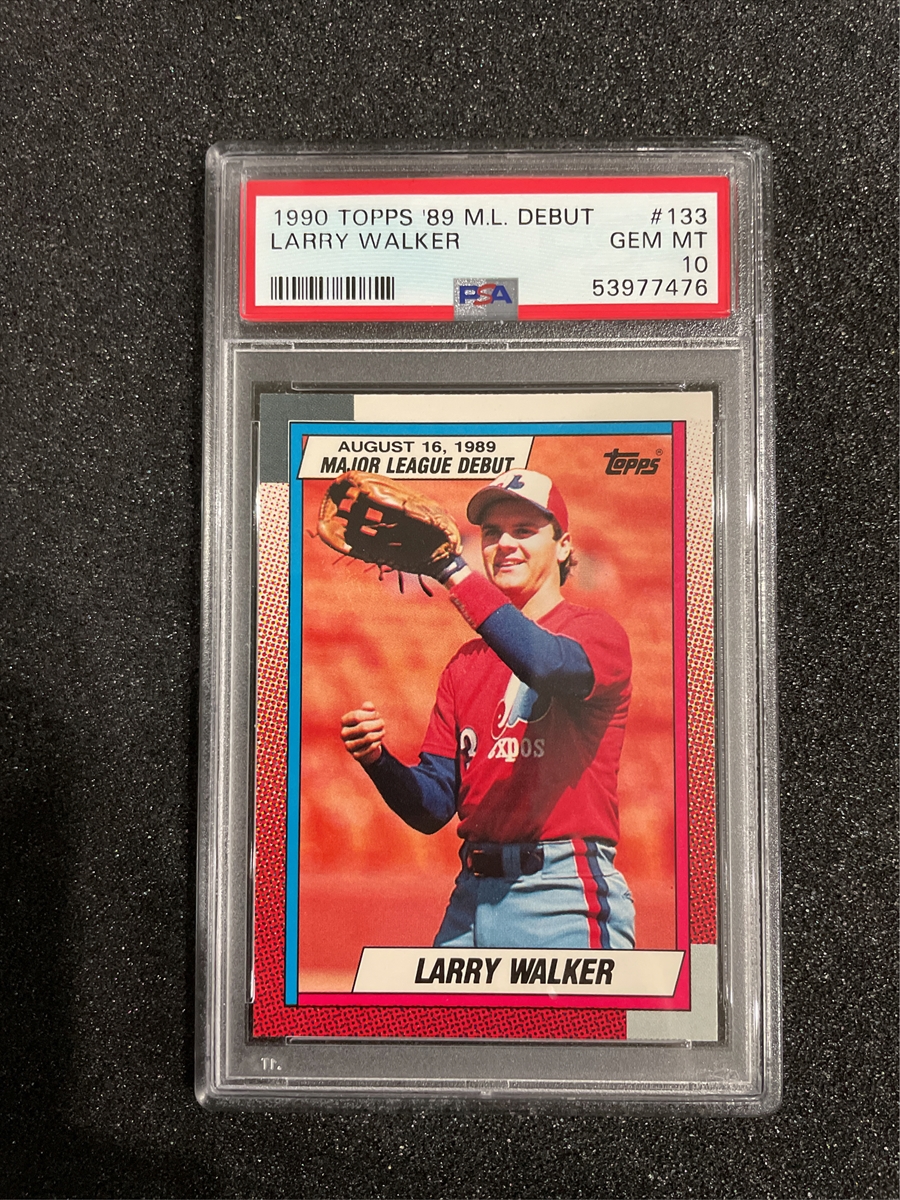 1990 TOPPS '89 M.L. DEBUT #133
LARRY WALKER GEM MT
10
PSA 53977476
AUGUST 16, 1989
MAJOR LEAGUE DEBUT
Topps®
Expos
LARRY WALKER